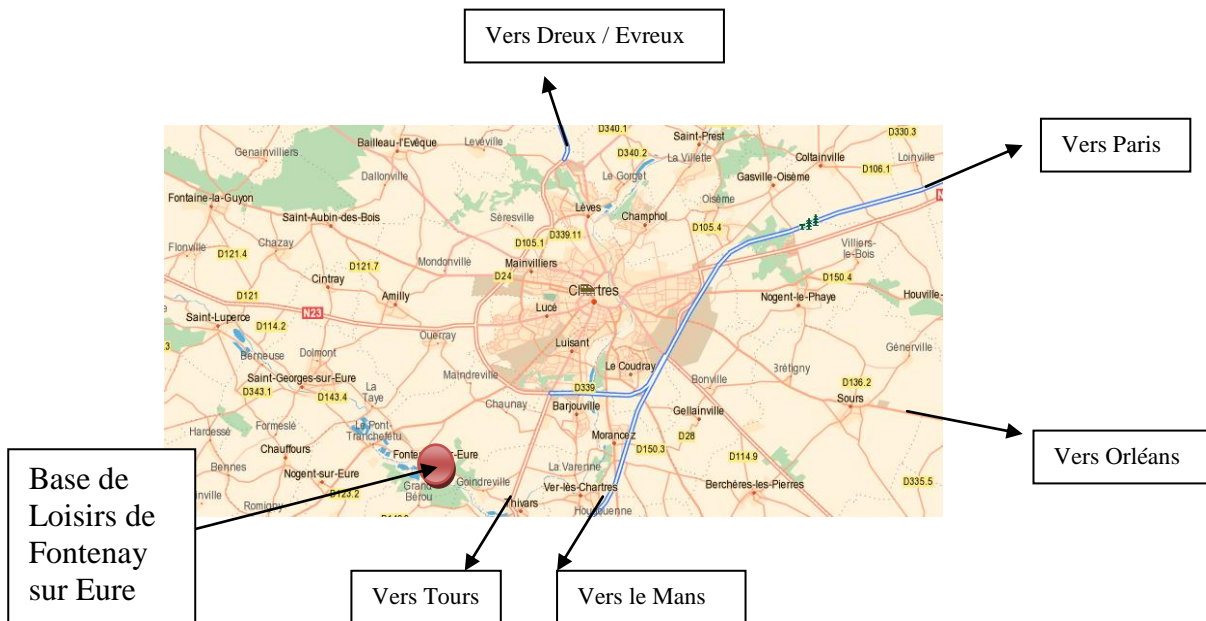 Vers Dreux / Evreux
Vers Paris
D340.1
D330.3
Bailleau-l'Evêque
Levéville
Saint-Prest
Genainvilliers
D340.2
La Villette
Coltainville
Loinville
Dallonville
Le Gorget
Gasville-Oisème
D106.1
Fontaine-la-Guyon
Lèves
Oisème
Saint-Aubin-des-Bois
Séresville
Champhol
D339.11
D105.4
Flonville
Chazay
D105.1
Villiers-
le-Bois
D121.4
D121.7
Mondonville
Mainvilliers
D24
D150.4
Cintray
Chartres
D121
Amilly
Nogent-le-Phaye
Houville-
N23
Lucé
Saint-Luperce
D114.2
Ouerray
Luisant
Génerville
Berneuse
Dolmont
Le Coudray
Brétigny
Saint-Georges-sur-Eure
Maindreville
Bonville
D136.2
D343.1
D143.4
La
Taye
Chaunay
D339
Sours
Barjouville
Gellainville
Hardessé
Formeslé
Le Pont-
Tranchefétu
Morancez
D28
Chauffours
D150.3
D114.9
Vers Orléans
Bennes
Nogent-sur-Eure
Grand-
Bérou
Goindreville
La Varenne
D335.5
D123.2
Ver-lès-Chartres
Berchères-les-Pierres
Romigny
Thivars
Base de
Loisirs de
Fontenay
sur Eure
Vers Tours
Vers le Mans